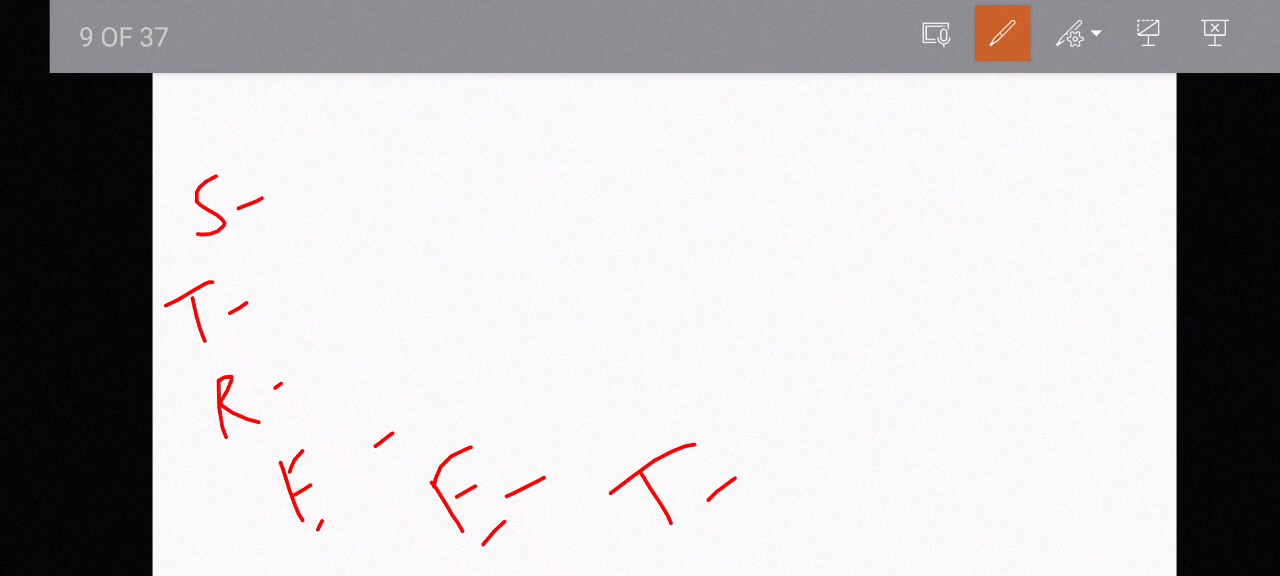 9 OF 37
S-
T-
R-
E- E- T-